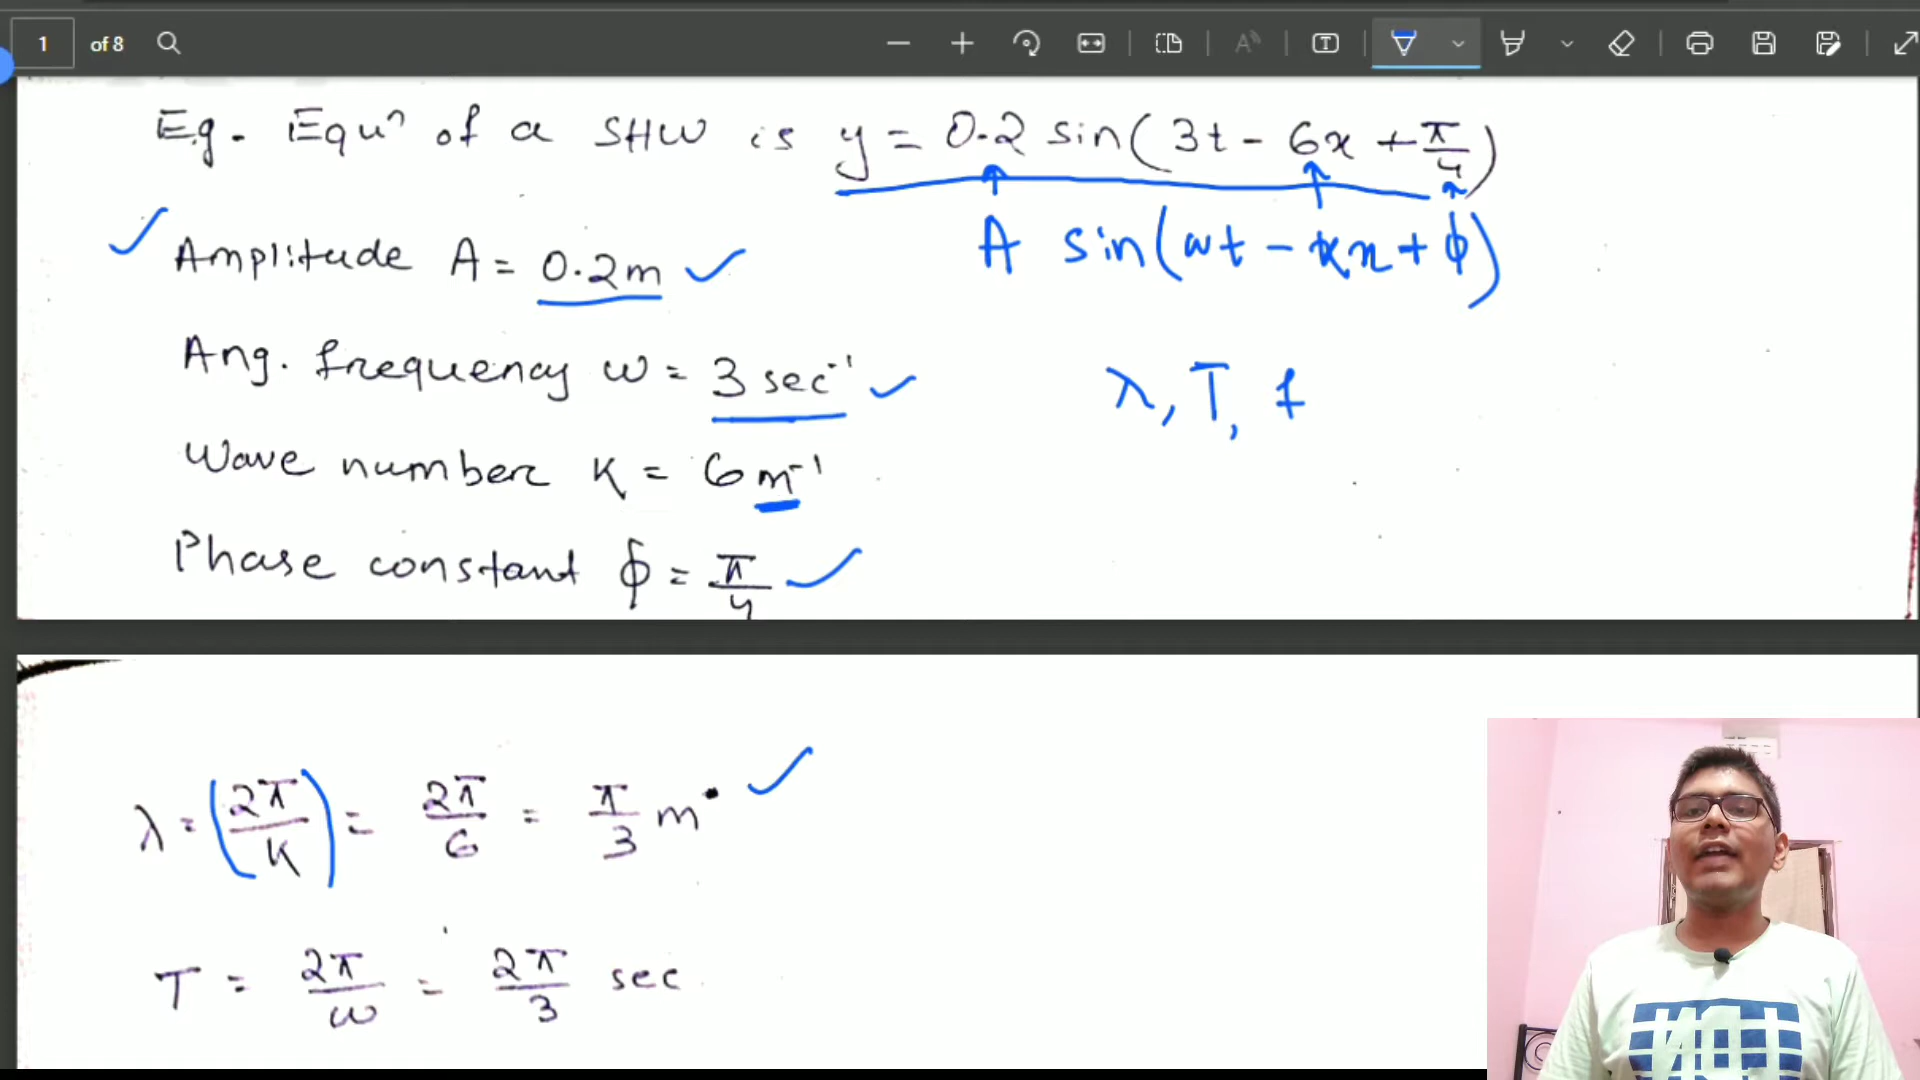 1 of 8
Eg. Equⁿ of a SHW is y = 0.2 sin(3t - 6x + π/4)
A sin(ωt - kx + φ)
Amplitude A = 0.2m
Ang. frequency ω = 3 sec⁻¹
λ, T, f
Wave number K = 6 m⁻¹
Phase constant φ = π/4
λ = (2π/K) = 2π/6 = π/3 m
T = 2π/ω = 2π/3 sec